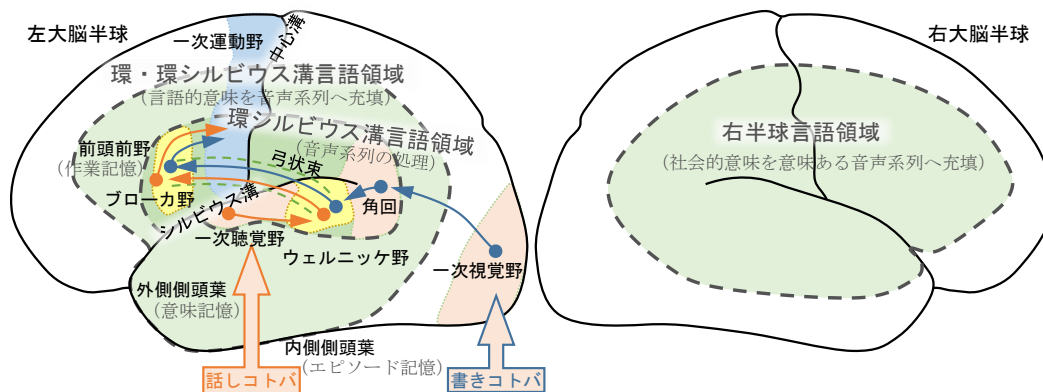 左大脳半球
一次運動野
中心溝
環・環シルビウス溝言語領域
(言語的意味を音声系列へ充填)
環シルビウス溝言語領域
(音声系列の処理)
前頭前野
(作業記憶)
弓状束
ブローカ野
シルビウス溝
角回
一次聴覚野
ウェルニッケ野
一次視覚野
外側側頭葉
(意味記憶)
内側側頭葉
(エピソード記憶)
話しコトバ
書きコトバ
右大脳半球
右半球言語領域
(社会的意味を意味ある音声系列へ充填)